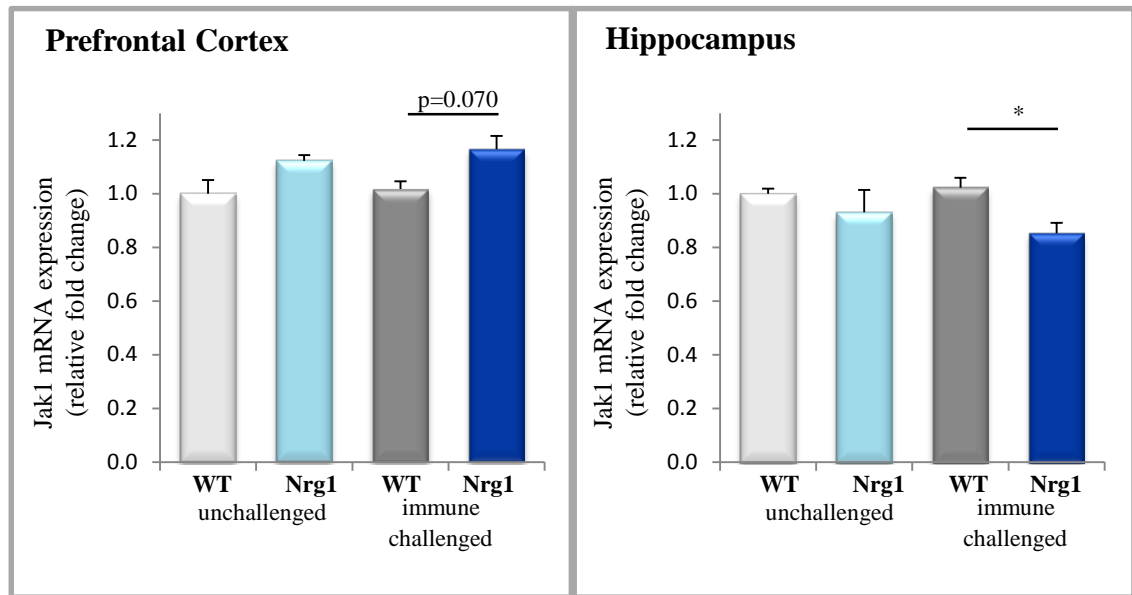 Prefrontal Cortex
p=0.070
Jak1 mRNA expression
(relative fold change)
1.2
1.0
0.8
0.6
0.4
0.2
0.0
WT Nrg1 WT Nrg1
unchallenged immune
challenged
Hippocampus
*
Jak1 mRNA expression
(relative fold change)
1.2
1.0
0.8
0.6
0.4
0.2
0.0
WT Nrg1 WT Nrg1
unchallenged immune
challenged